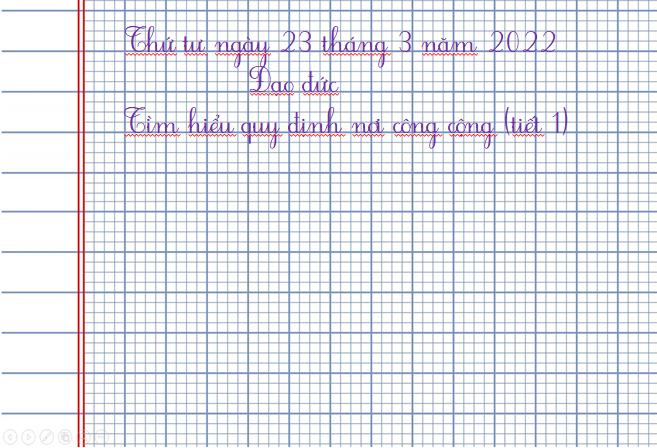 Thứ tư ngày 23 tháng 3 năm 2022
Đạo đức
Tìm hiểu quy định nơi công cộng (tiết 1)